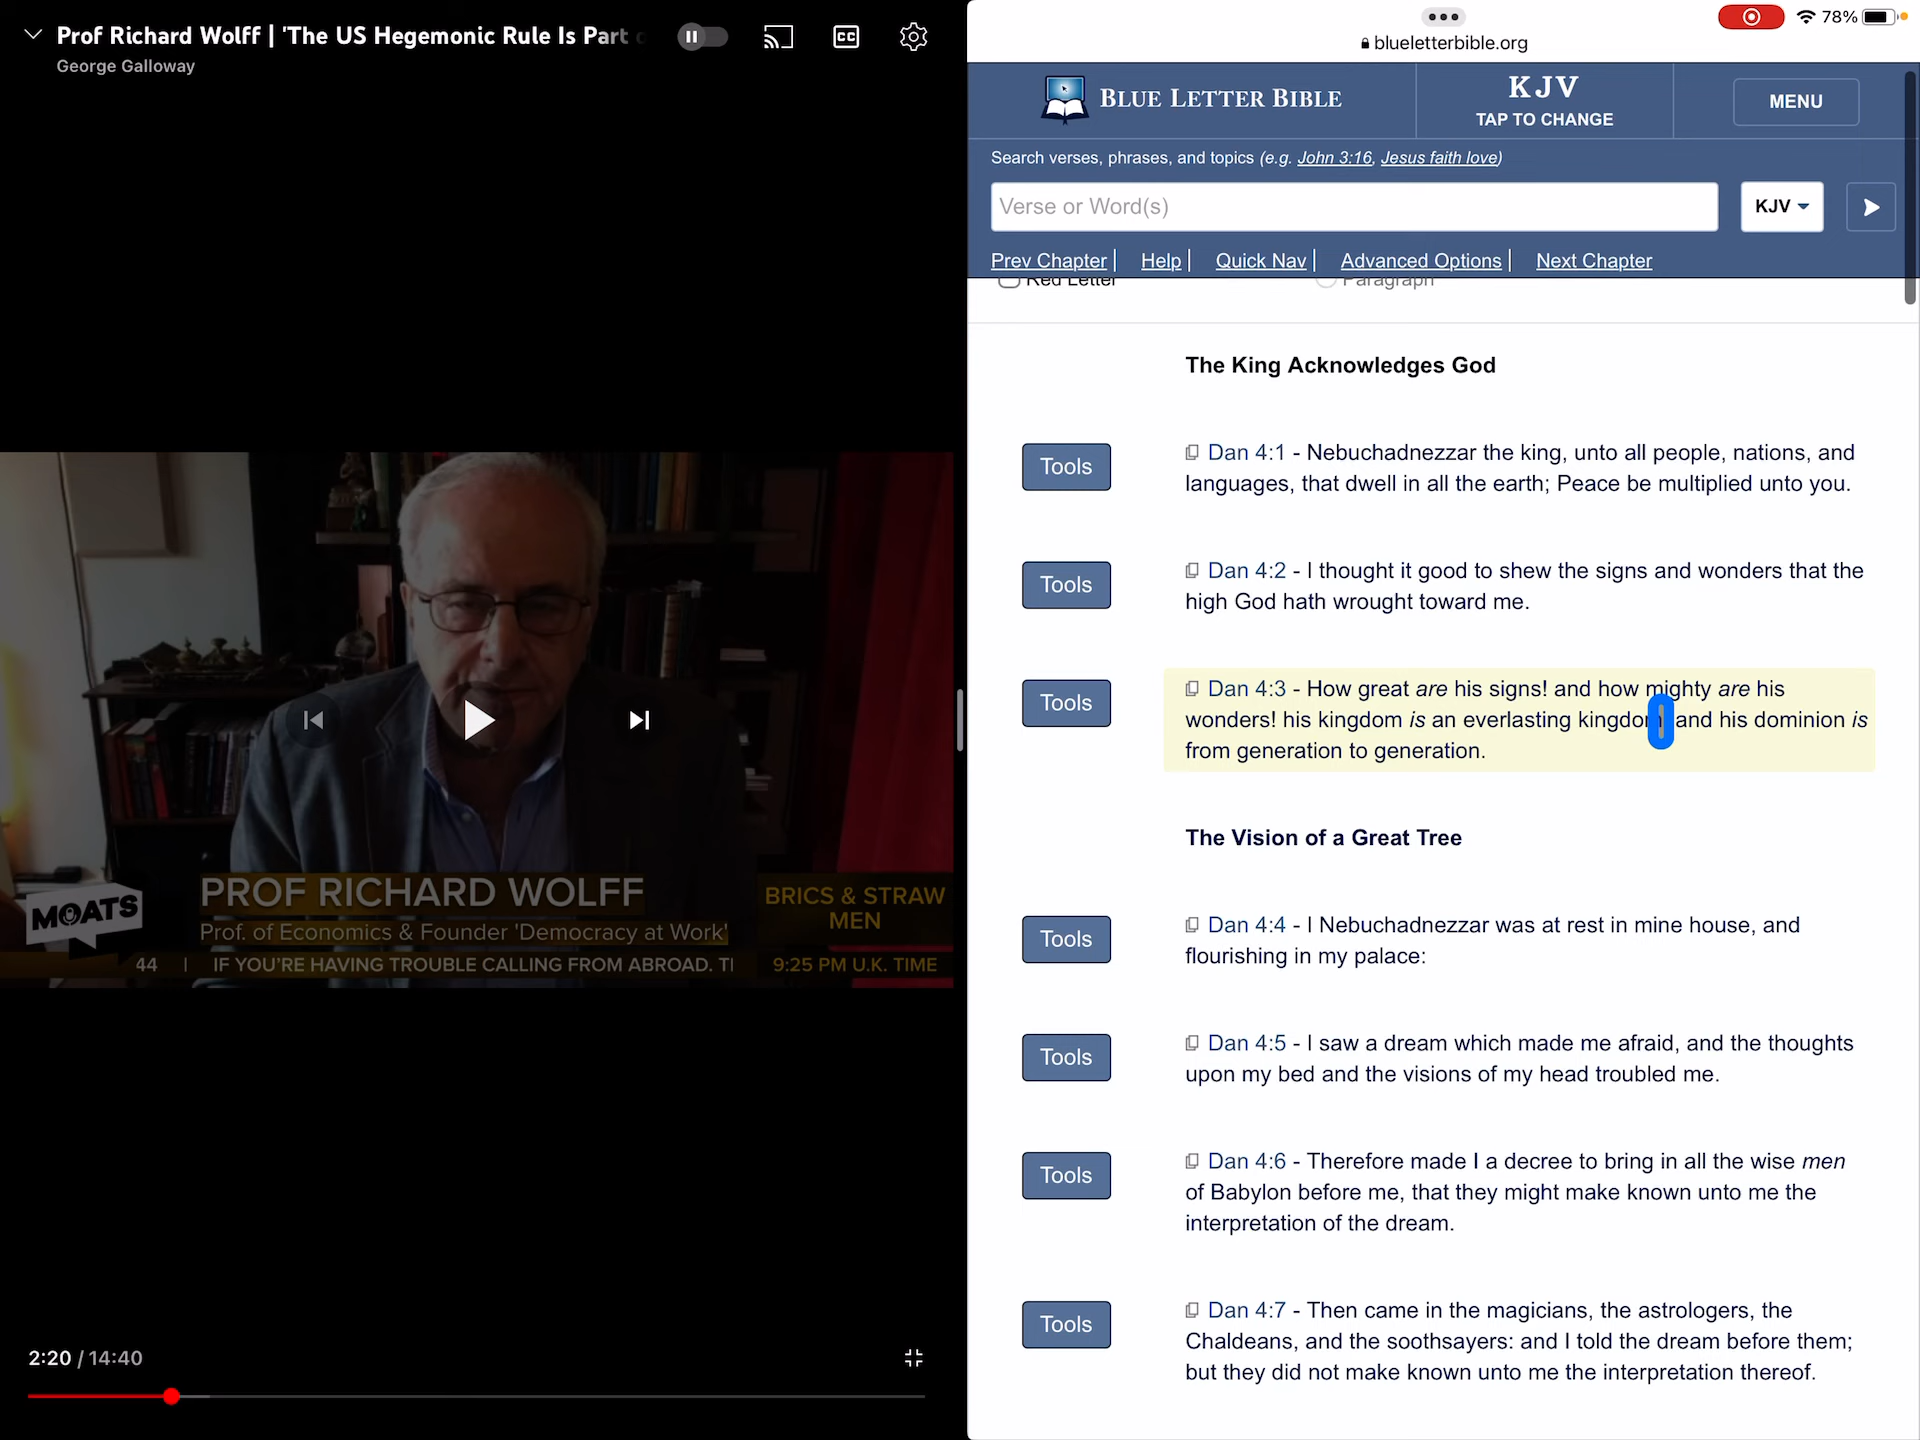 Prof Richard Wolff | 'The US Hegemonic Rule Is Part
George Galloway
CC
MOATS
PROF RICHARD WOLFF
Prof. of Economics & Founder 'Democracy at Work'
BRICS & STRAW
MEN
44 | IF YOU'RE HAVING TROUBLE CALLING FROM ABROAD.
9:25 PM U.K. TIME
2:20 / 14:40
78%
blueletterbible.org
BLUE LETTER BIBLE
KJV
TAP TO CHANGE
MENU
Search verses, phrases, and topics (e.g. John 3:16, Jesus faith love)
Verse or Word(s)
KJV
Prev Chapter | Help | Quick Nav | Advanced Options | Next Chapter
Red Letter
Paragraph
The King Acknowledges God
Tools
Dan 4:1 - Nebuchadnezzar the king, unto all people, nations, and
languages, that dwell in all the earth; Peace be multiplied unto you.
Tools
Dan 4:2 - I thought it good to shew the signs and wonders that the
high God hath wrought toward me.
Tools
Dan 4:3 - How great are his signs! and how mighty are his
wonders! his kingdom is an everlasting kingdom and his dominion is
from generation to generation.
The Vision of a Great Tree
Tools
Dan 4:4 - I Nebuchadnezzar was at rest in mine house, and
flourishing in my palace:
Tools
Dan 4:5 - I saw a dream which made me afraid, and the thoughts
upon my bed and the visions of my head troubled me.
Tools
Dan 4:6 - Therefore made I a decree to bring in all the wise men
of Babylon before me, that they might make known unto me the
interpretation of the dream.
Tools
Dan 4:7 - Then came in the magicians, the astrologers, the
Chaldeans, and the soothsayers: and I told the dream before them;
but they did not make known unto me the interpretation thereof.